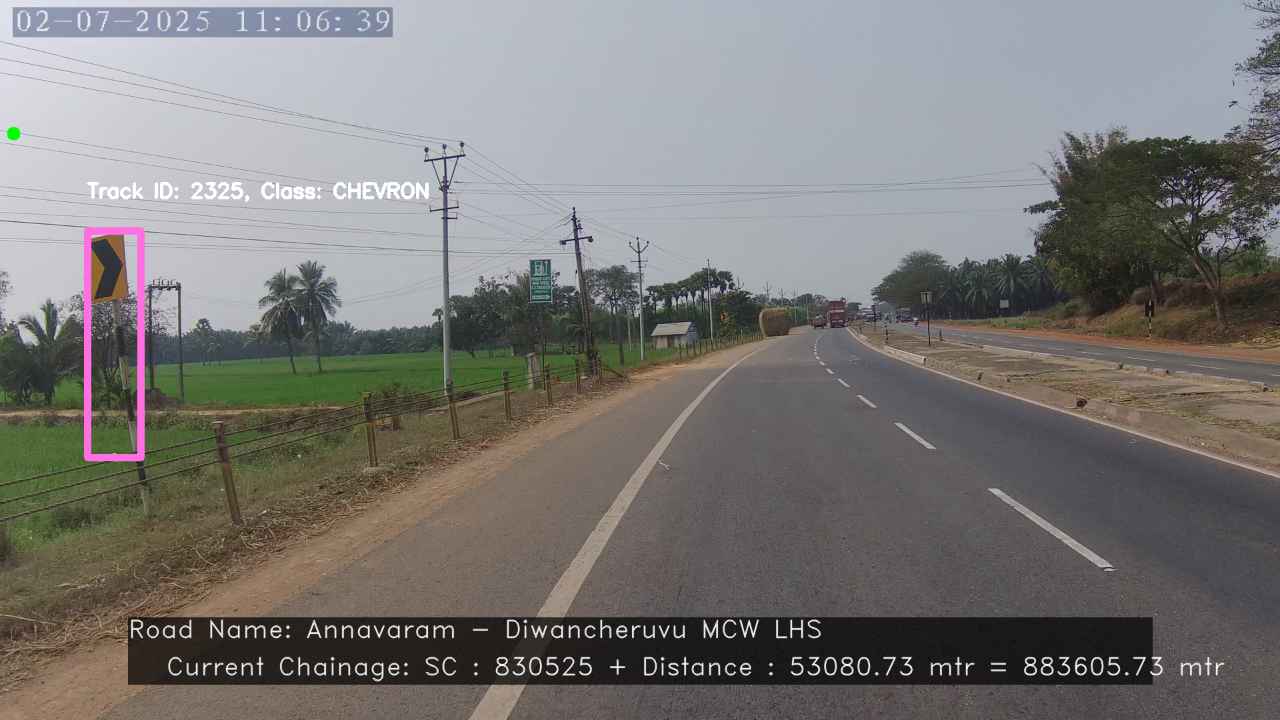 02-07-2025 11:06:39
Track ID: 2325, Class: CHEVRON
Road Name: Annavaram - Diwancheruvu MCW LHS
Current Chainage: SC : 830525 + Distance : 53080.73 mtr = 883605.73 mtr